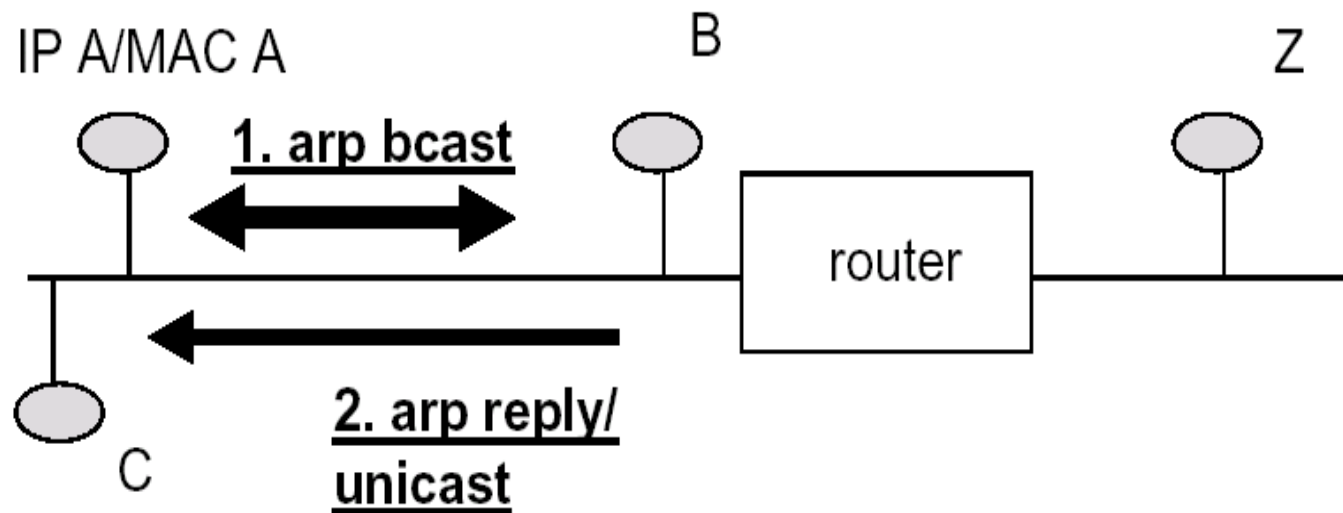 IP A/MAC A
B
Z
1. arp bcast
router
2. arp reply/
unicast
C